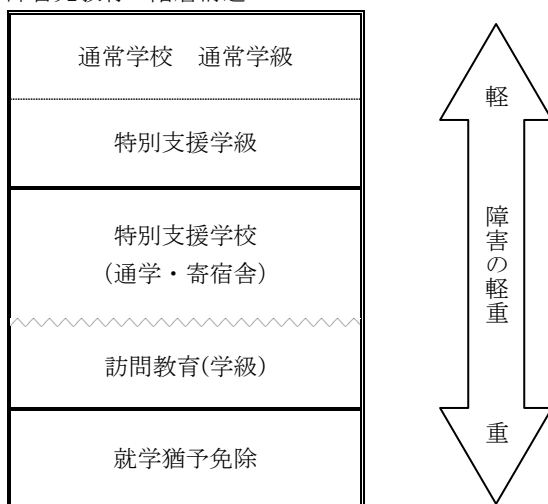 通常学校　通常学級
特別支援学級
特別支援学校
(通学・寄宿舎)
訪問教育(学級)
就学猶予免除
軽
障害の軽重
重